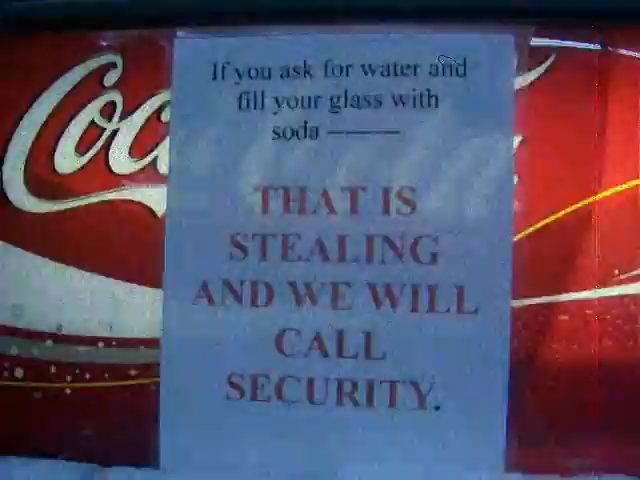 Coca
If you ask for water and
fill your glass with
soda ———
THAT IS
STEALING
AND WE WILL
CALL
SECURITY.